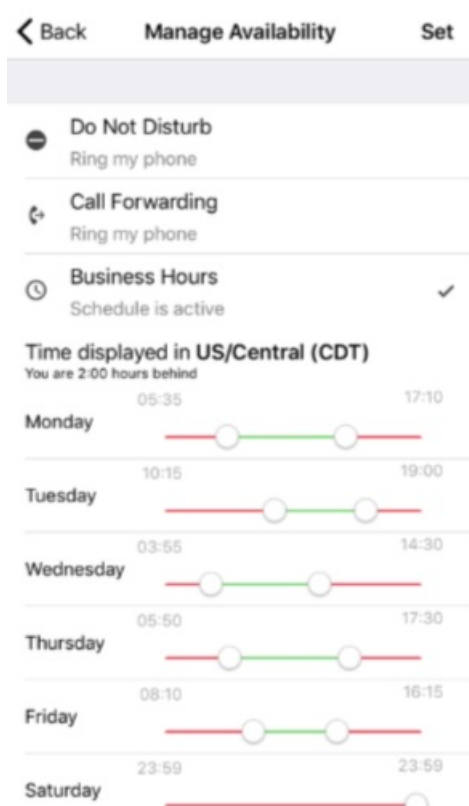 Back Manage Availability Set
Do Not Disturb
Ring my phone
Call Forwarding
Ring my phone
Business Hours
Schedule is active
Time displayed in US/Central (CDT)
You are 2:00 hours behind
05:35 17:10
Monday
10:15 19:00
Tuesday
03:55 14:30
Wednesday
05:50 17:30
Thursday
08:10 16:15
Friday
23:59 23:59
Saturday